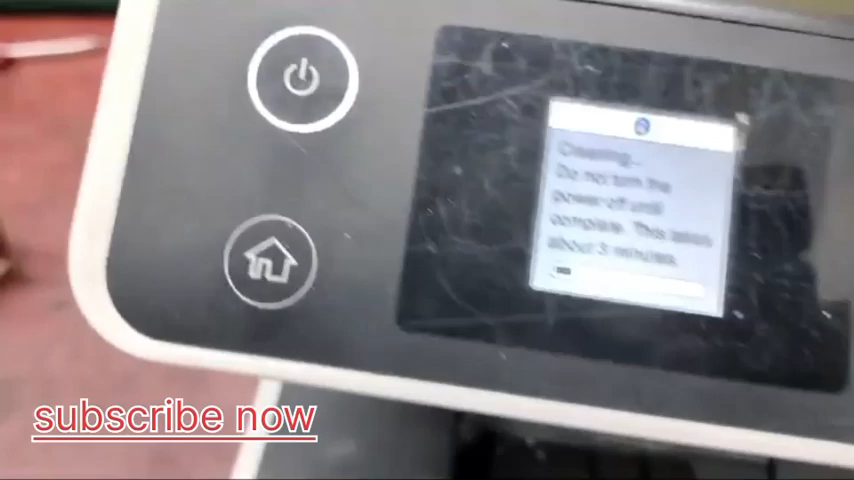 Cleaning...
Do not turn the
power off until
complete. This takes
about 3 minutes.
subscribe now